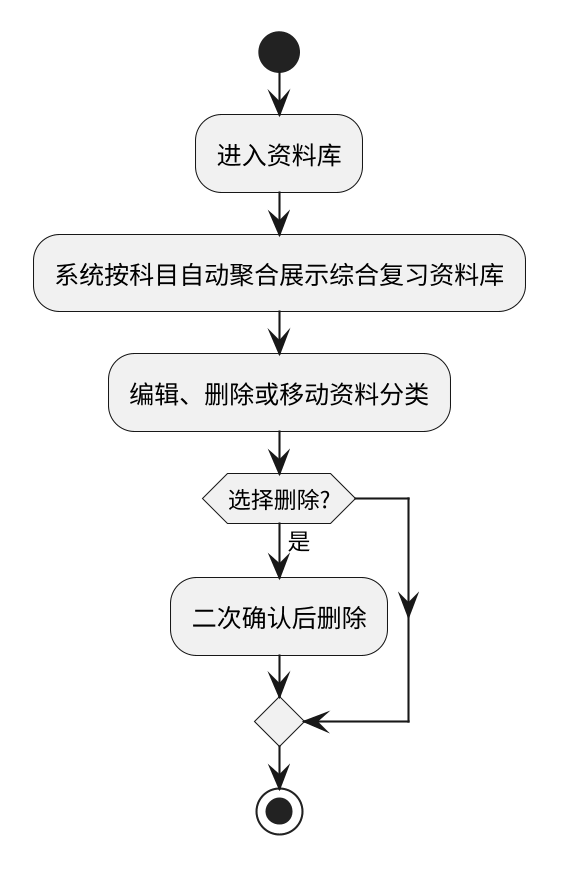 进入资料库
系统按科目自动聚合展示综合复习资料库
编辑、删除或移动资料分类
选择删除?
是
二次确认后删除